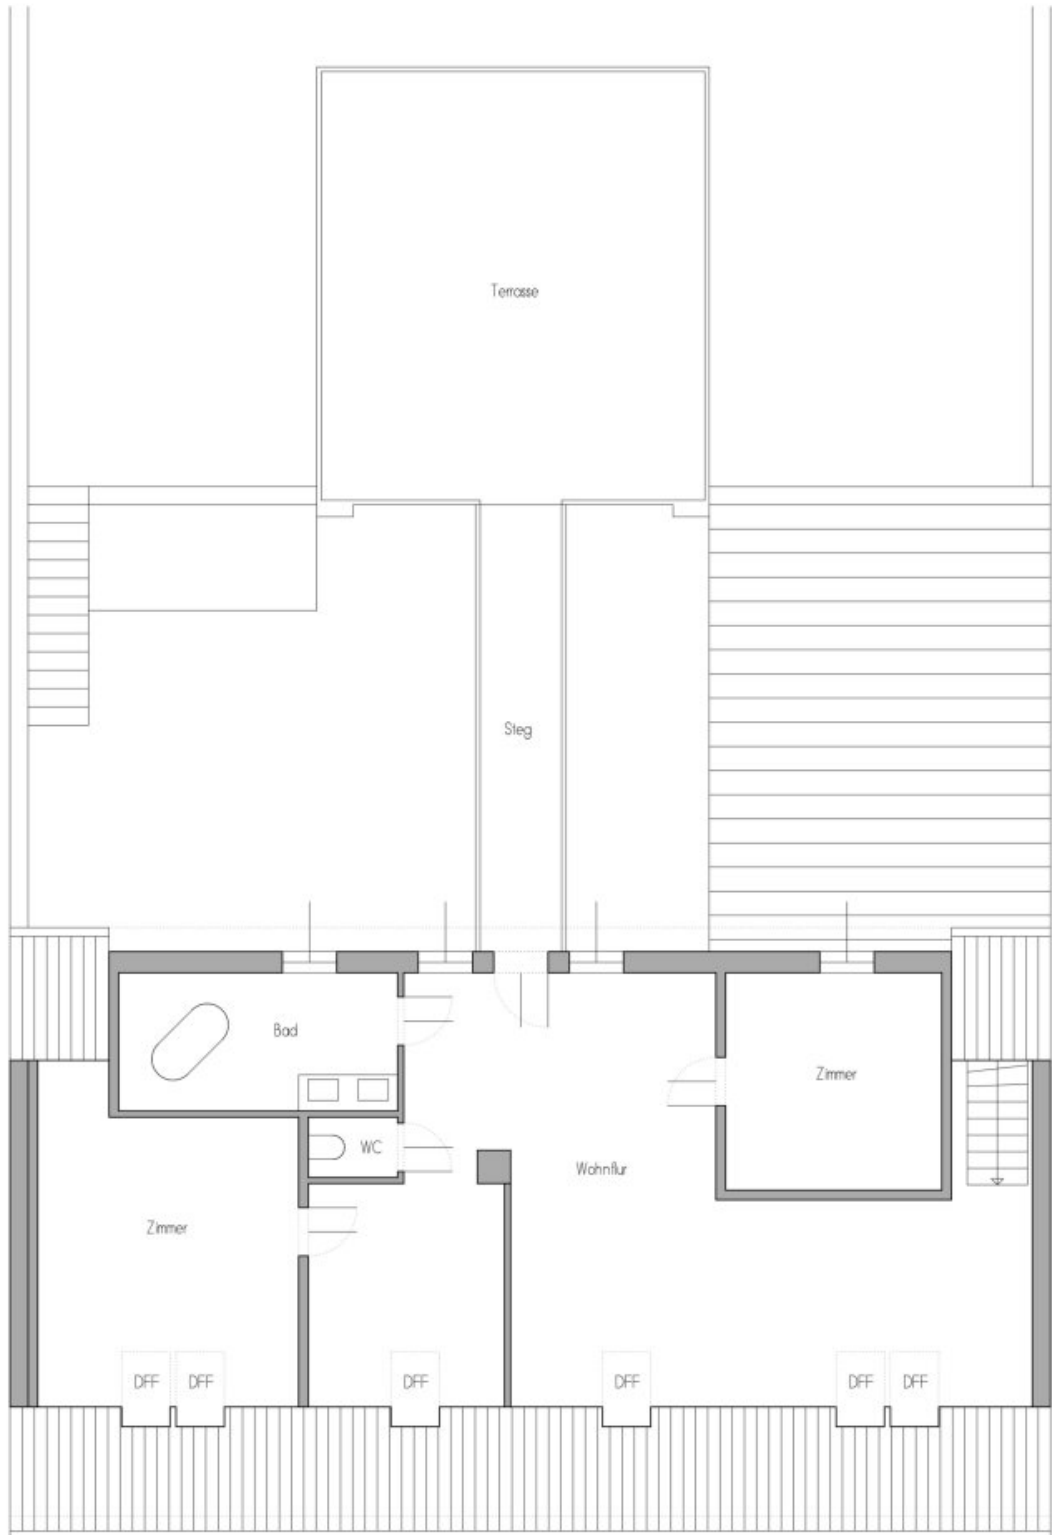 Terrasse
Steg
Bad
Zimmer
WC
Wohnflur
Zimmer
DFF DFF DFF DFF DFF DFF